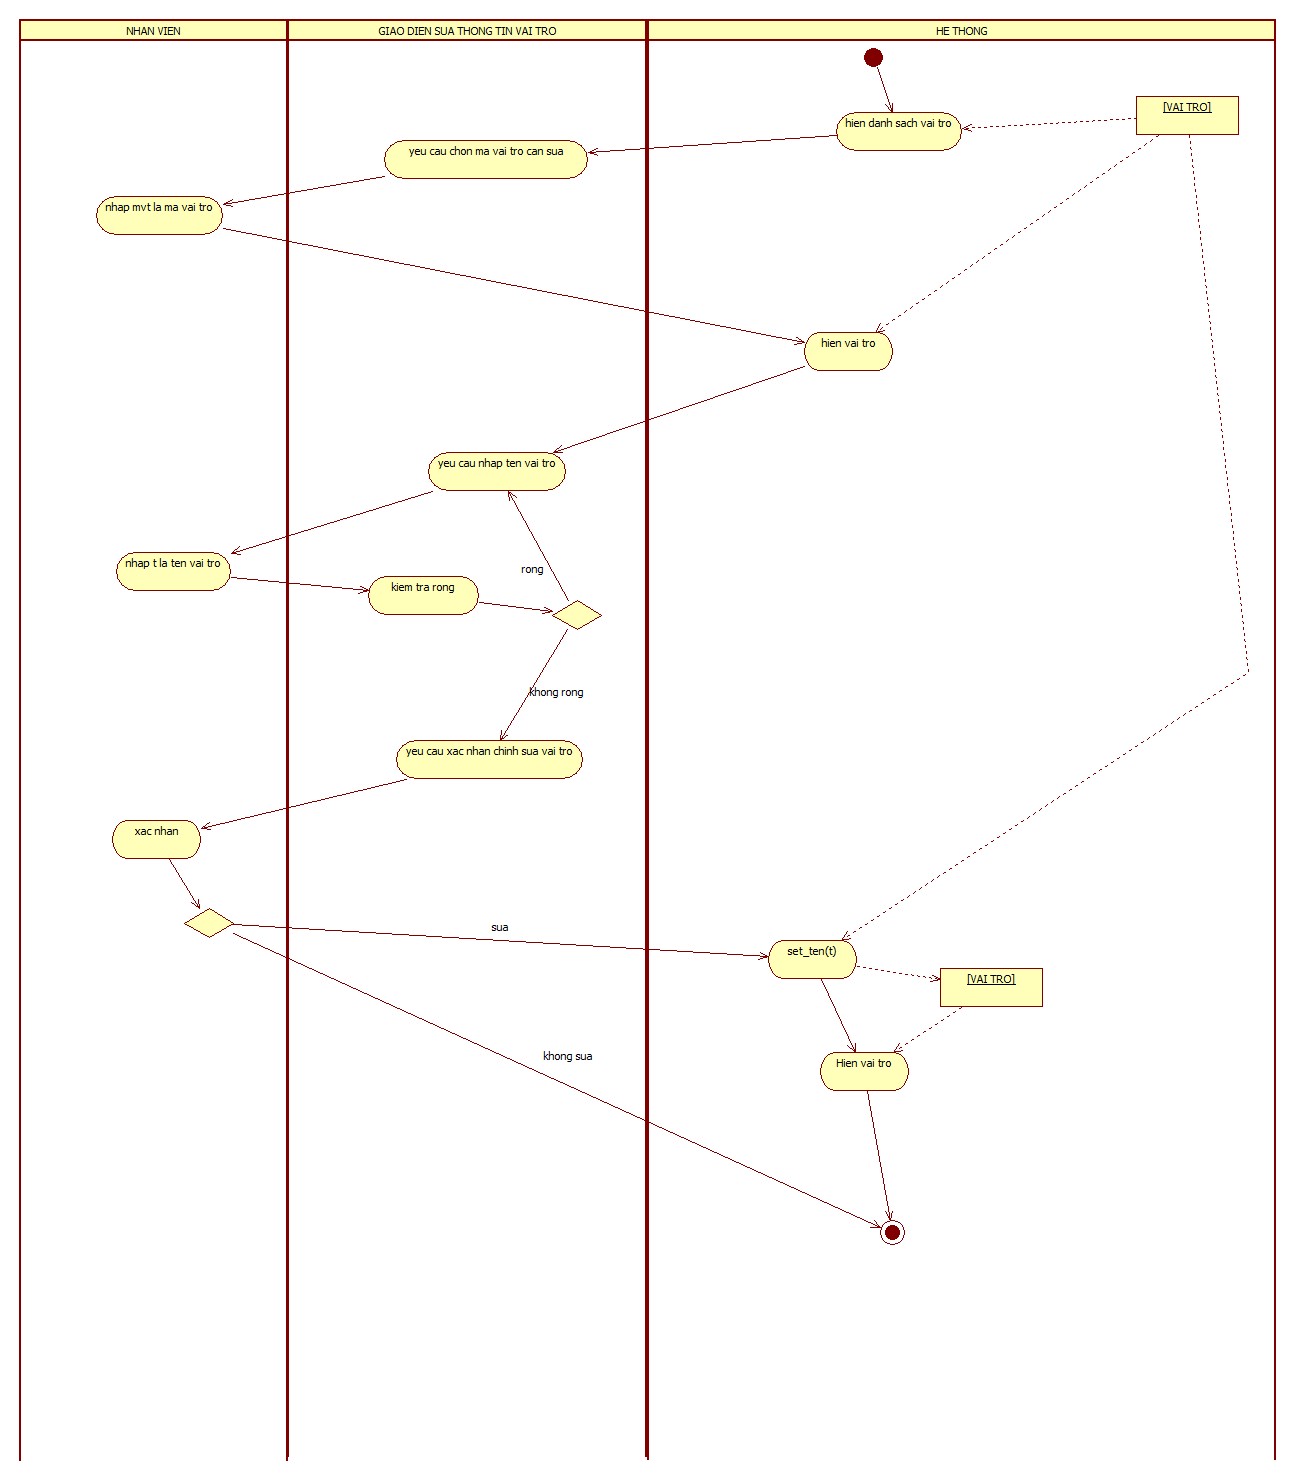 NHAN VIEN
GIAO DIEN SUA THONG TIN VAI TRO
HE THONG
[VAI TRO]
hien danh sach vai tro
yeu cau chon ma vai tro can sua
nhap mvt la ma vai tro
hien vai tro
yeu cau nhap ten vai tro
nhap t la ten vai tro
rong
kiem tra rong
khong rong
yeu cau xac nhan chinh sua vai tro
xac nhan
sua
set_ten(t)
[VAI TRO]
khong sua
Hien vai tro